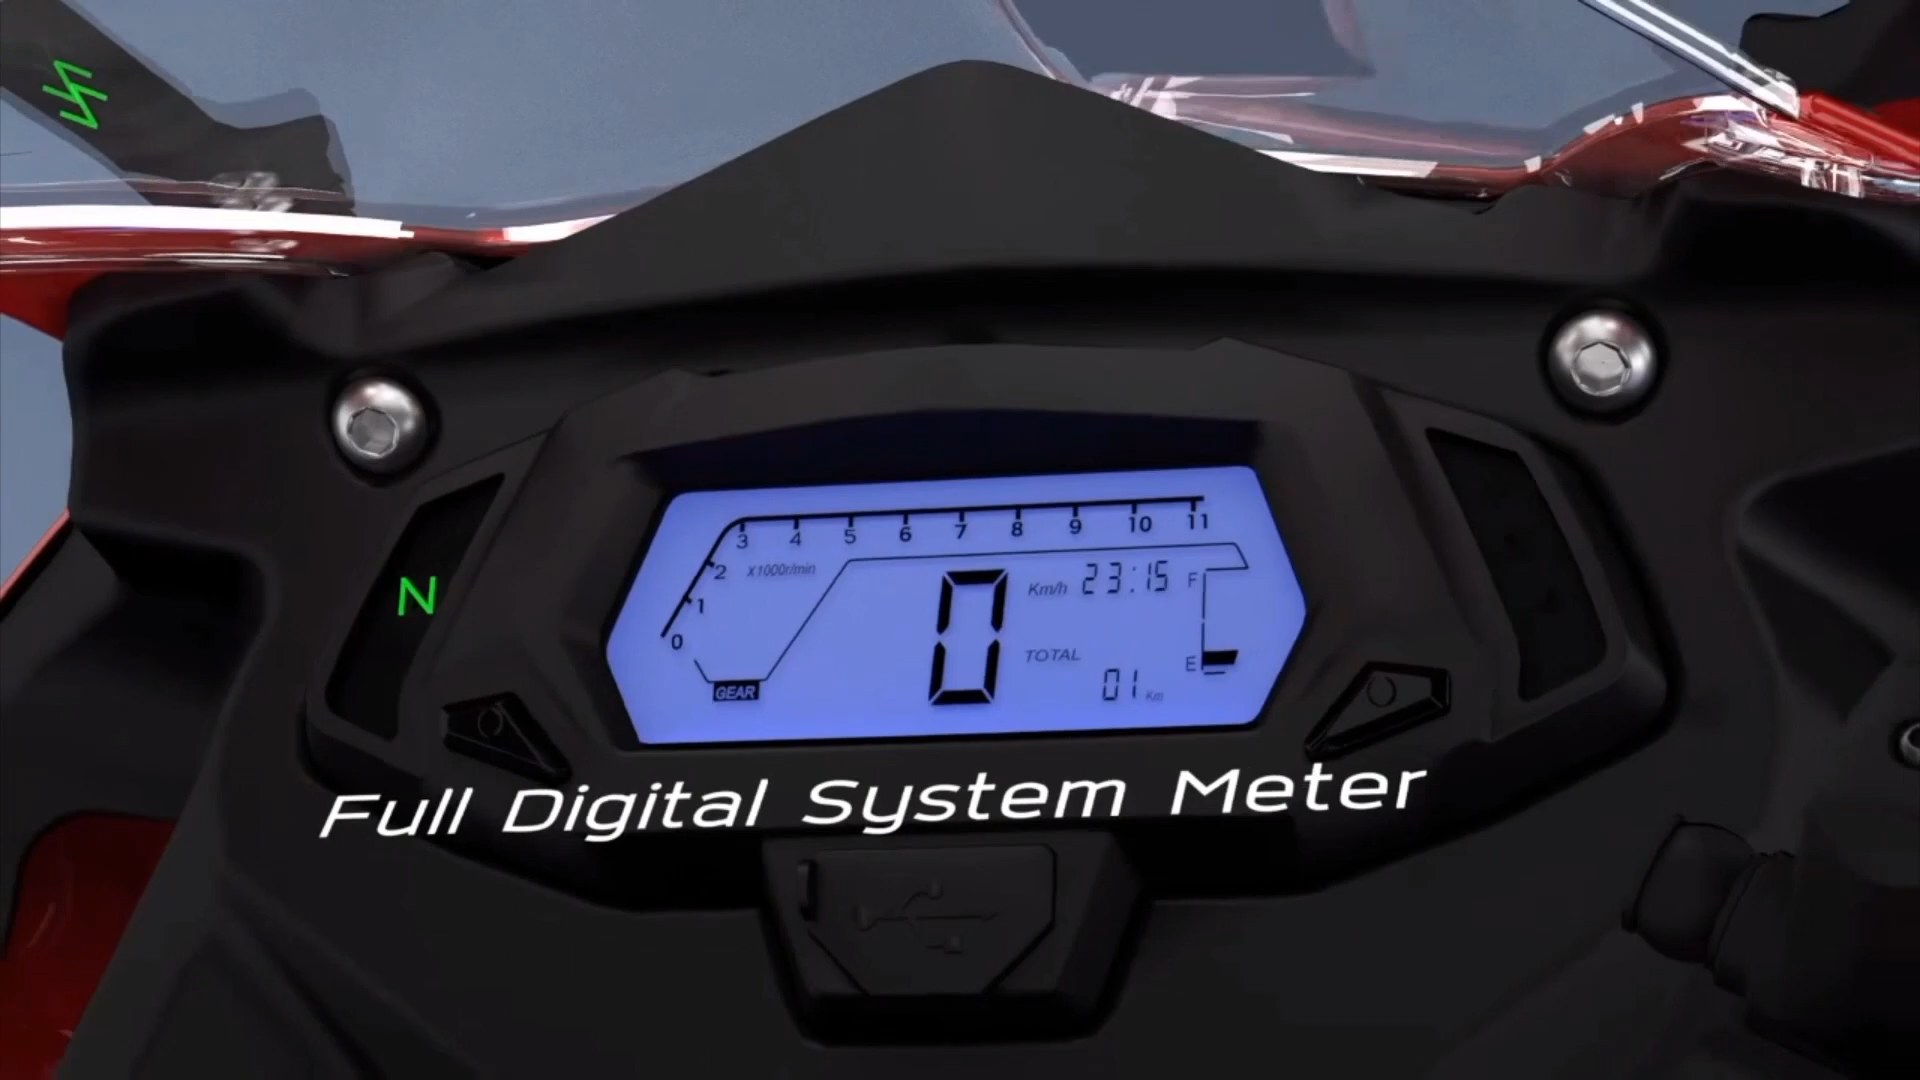 N
3 4 5 6 7 8 9 10 11
2 X1000r/min
1
0
GEAR
0 Km/h 23:15 F
TOTAL E
01 Km
Full Digital System Meter